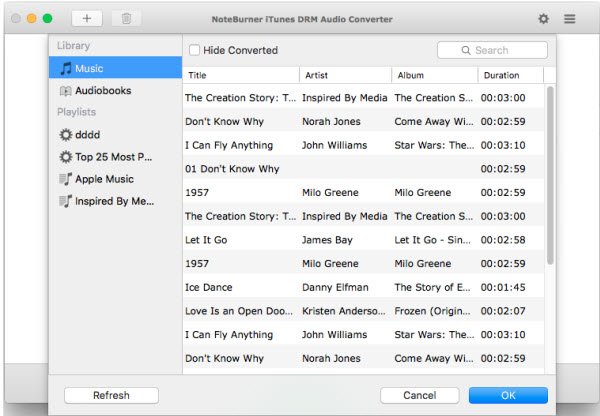 NoteBurner iTunes DRM Audio Converter
Library
Music
Audiobooks
Playlists
dddd
Top 25 Most P...
Apple Music
Inspired By Me...
Hide Converted
Search
Title Artist Album Duration
The Creation Story: T... Inspired By Media The Creation S... 00:03:00
Don't Know Why Norah Jones Come Away Wi... 00:02:59
I Can Fly Anything John Williams Star Wars: The... 00:03:10
01 Don't Know Why 00:02:59
1957 Milo Greene Milo Greene 00:02:59
The Creation Story: T... Inspired By Media The Creation S... 00:03:00
Let It Go James Bay Let It Go - Sin... 00:02:58
1957 Milo Greene Milo Greene 00:02:59
Ice Dance Danny Elfman The Story of E... 00:01:45
Love Is an Open Doo... Kristen Anderso... Frozen (Origin... 00:02:07
I Can Fly Anything John Williams Star Wars: The... 00:03:10
Don't Know Why Norah Jones Come Away Wi... 00:02:59
Refresh Cancel OK